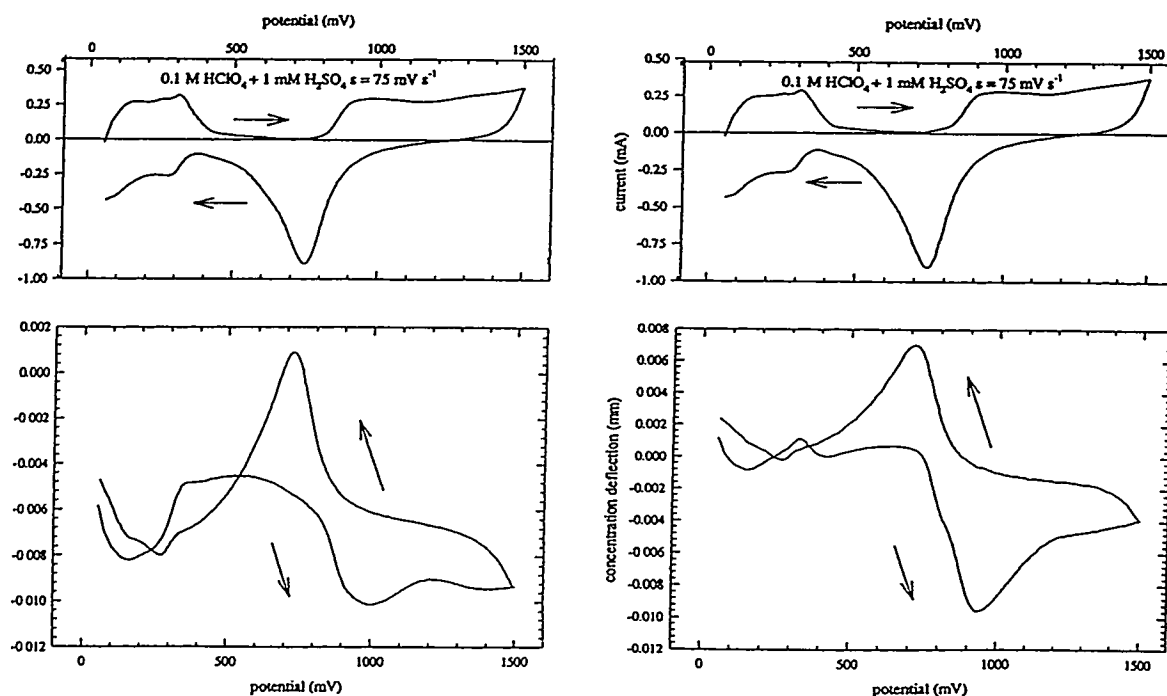 potential (mV)
0 500 1000 1500
0.50
0.1 M HClO₄ + 1 mM H₂SO₄ s = 75 mV s⁻¹
0.25
0.00
-0.25
-0.50
-0.75
-1.00
0.002
0.000
-0.002
-0.004
-0.006
-0.008
-0.010
-0.012
0 500 1000 1500
potential (mV)
potential (mV)
0 500 1000 1500
0.50
0.1 M HClO₄ + 1 mM H₂SO₄ s = 75 mV s⁻¹
0.25
0.00
-0.25
-0.50
-0.75
-1.00
current (mA)
0.008
0.006
0.004
0.002
0.000
-0.002
-0.004
-0.006
-0.008
-0.010
-0.012
concentration deflection (mm)
0 500 1000 1500
potential (mV)